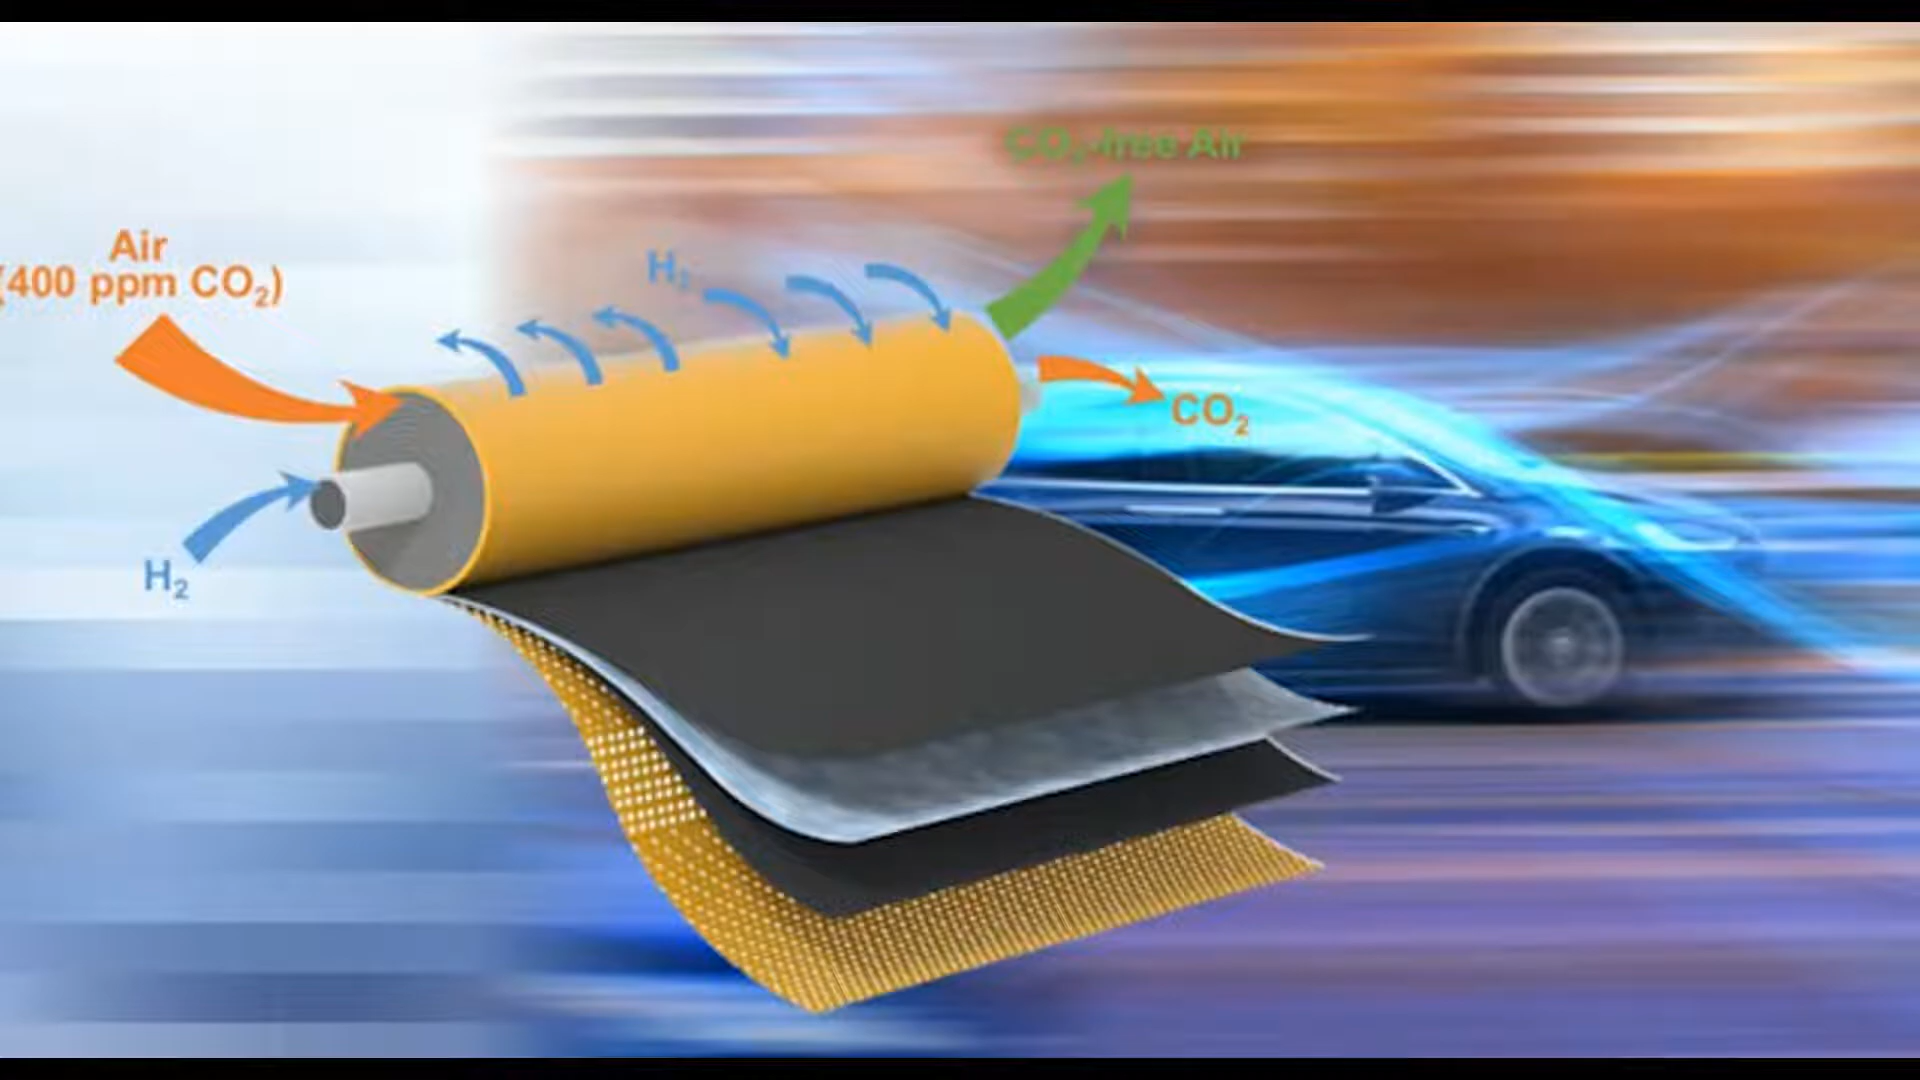 CO₂-free Air
Air
(400 ppm CO₂)
H₂
CO₂
H₂